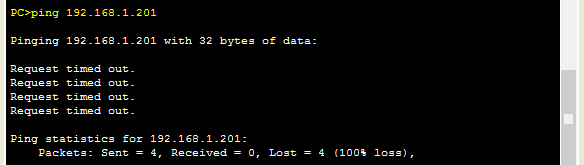 PC>ping 192.168.1.201
Pinging 192.168.1.201 with 32 bytes of data:
Request timed out.
Request timed out.
Request timed out.
Request timed out.
Ping statistics for 192.168.1.201:
Packets: Sent = 4, Received = 0, Lost = 4 (100% loss),